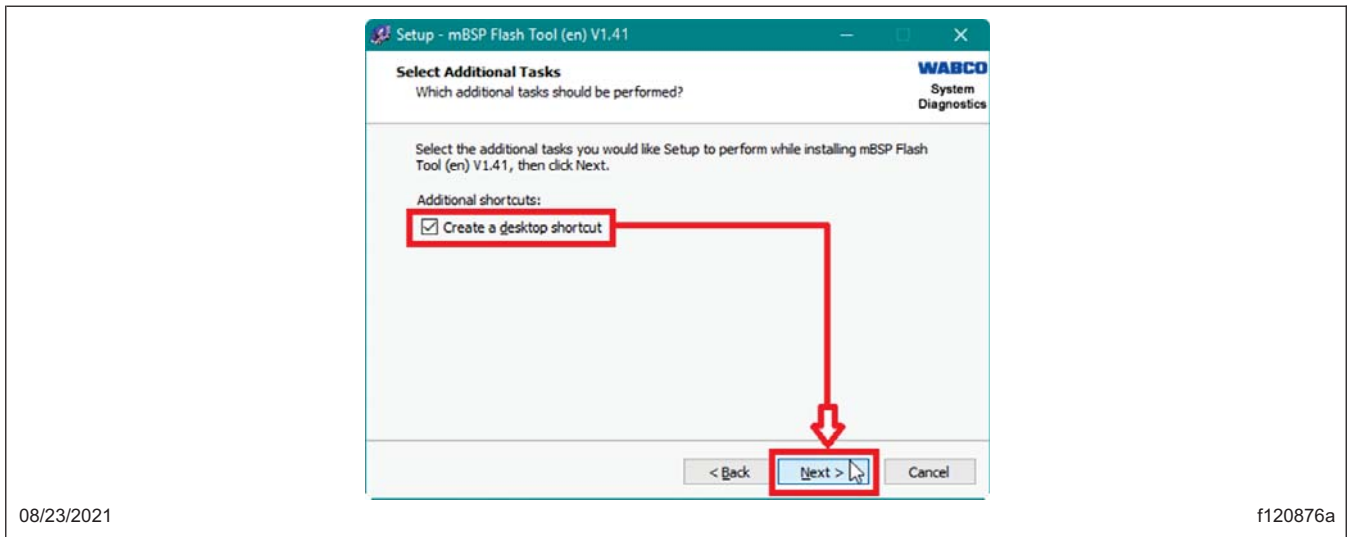 Setup - mBSP Flash Tool (en) V1.41
Select Additional Tasks
Which additional tasks should be performed?
WABCO
System
Diagnostics
Select the additional tasks you would like Setup to perform while installing mBSP Flash
Tool (en) V1.41, then click Next.
Additional shortcuts:
Create a desktop shortcut
< Back
Next >
Cancel
08/23/2021
f120876a